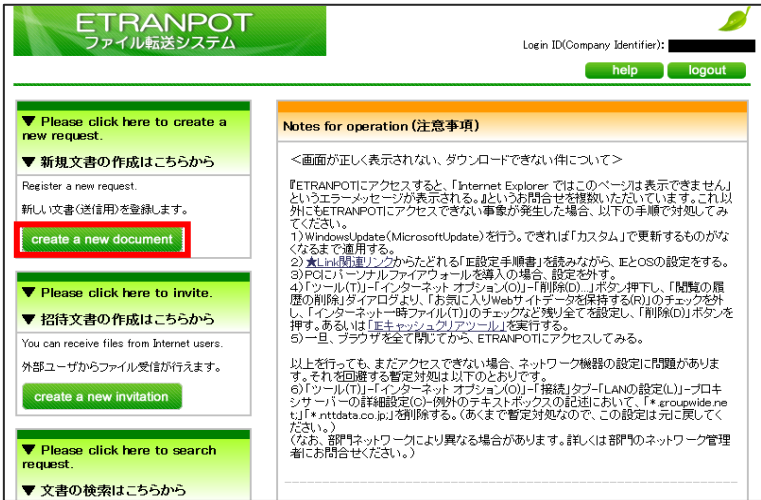 ETRANPOT
ファイル転送システム
Login ID(Company Identifier):
help
logout
▼ Please click here to create a
new request.
▼ 新規文書の作成はこちらから
Register a new request.
新しい文書(送信用)を登録します。
create a new document
▼ Please click here to invite.
▼ 招待文書の作成はこちらから
You can receive files from Internet users.
外部ユーザからファイル受信が行えます。
create a new invitation
▼ Please click here to search
request.
▼ 文書の検索はこちらから
Notes for operation (注意事項)
＜画面が正しく表示されない、ダウンロードできない件について＞
『ETRANPOTにアクセスすると、「Internet Explorer ではこのページは表示できません」
というエラーメッセージが表示される。』というお問合せを複数いただいています。これ以
外にもETRANPOTにアクセスできない事象が発生した場合、以下の手順で対処してみ
てください。
1)WindowsUpdate(MicrosoftUpdate)を行う。できれば「カスタム」で更新するものがな
くなるまで適用する。
2)★Link関連リンクからたどれる「IE設定手順書」を読みながら、IEとOSの設定をする。
3)PCにパーソナルファイアウォールを導入の場合、設定を外す。
4)「ツール(T)」-「インターネット オプション(O)」-「削除(D)...」ボタン押下し、「閲覧の履
歴の削除」ダイアログより、「お気に入りWebサイトデータを保持する(R)」のチェックを外
し、「インターネット一時ファイル(T)」のチェックなど残り全てを設定し、「削除(D)」ボタンを
押す。あるいは「IEキャッシュクリアツール」を実行する。
5)一旦、ブラウザを全て閉じてから、ETRANPOTにアクセスしてみる。
以上を行っても、まだアクセスできない場合、ネットワーク機器の設定に問題がありま
す。それを回避する暫定対処は以下のとおりです。
6)「ツール(T)」-「インターネット オプション(O)」-「接続」タブ-「LANの設定(L)」-プロキ
シサーバーの詳細設定(C)-例外のテキストボックスの記述において、「*.groupwide.ne
t;」「*.nttdata.co.jp;」を削除する。(あくまで暫定対処なので、この設定は元に戻してく
ださい。)
(なお、部門ネットワークにより異なる場合があります。詳しくは部門のネットワーク管理
者にお問合せください。)